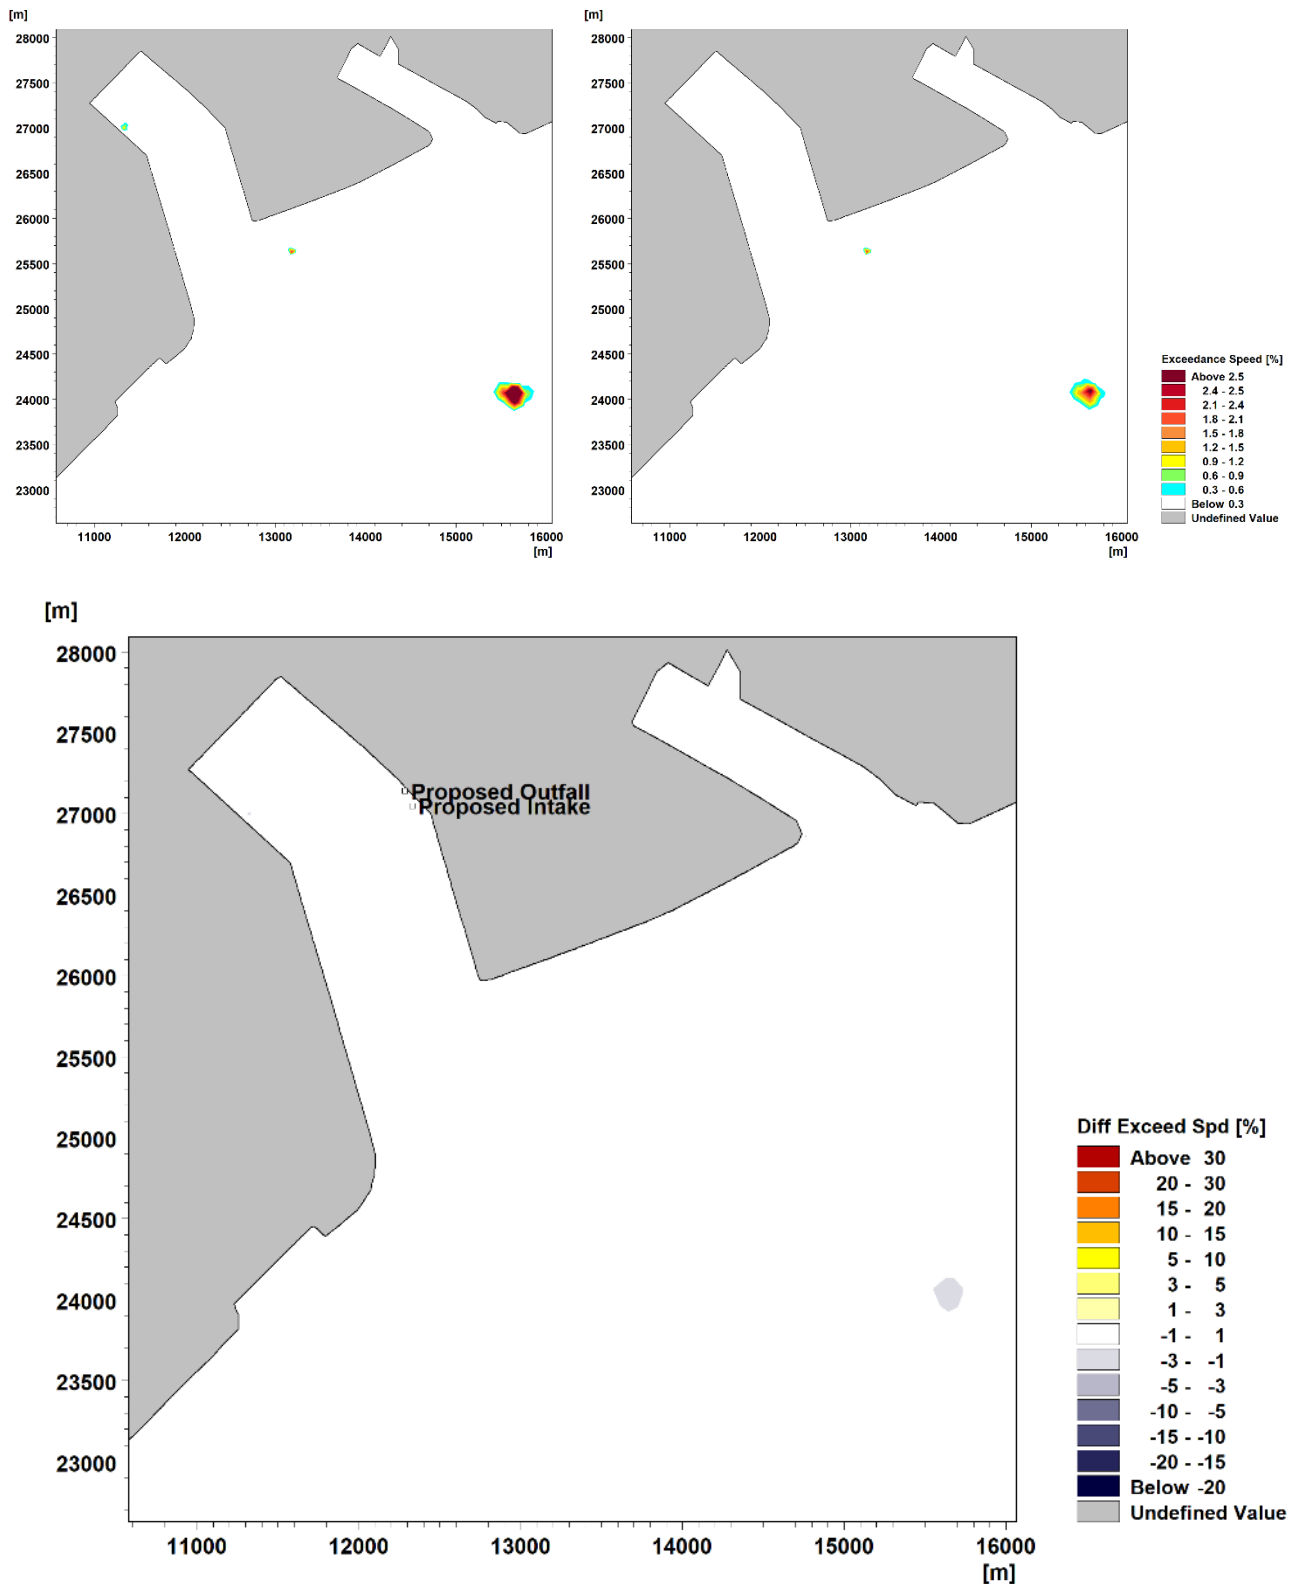 [m]
28000
27500
27000
26500
26000
25500
25000
24500
24000
23500
23000
11000 12000 13000 14000 15000 16000
[m]
[m]
28000
27500
27000
26500
26000
25500
25000
24500
24000
23500
23000
11000 12000 13000 14000 15000 16000
[m]
Exceedance Speed [%]
Above 2.5
2.4 - 2.5
2.1 - 2.4
1.8 - 2.1
1.5 - 1.8
1.2 - 1.5
0.9 - 1.2
0.6 - 0.9
0.3 - 0.6
Below 0.3
Undefined Value
[m]
28000
27500
27000
26500
26000
25500
25000
24500
24000
23500
23000
Proposed Outfall
Proposed Intake
11000 12000 13000 14000 15000 16000
[m]
Diff Exceed Spd [%]
Above 30
20 - 30
15 - 20
10 - 15
5 - 10
3 - 5
1 - 3
-1 - 1
-3 - -1
-5 - -3
-10 - -5
-15 - -10
-20 - -15
Below -20
Undefined Value